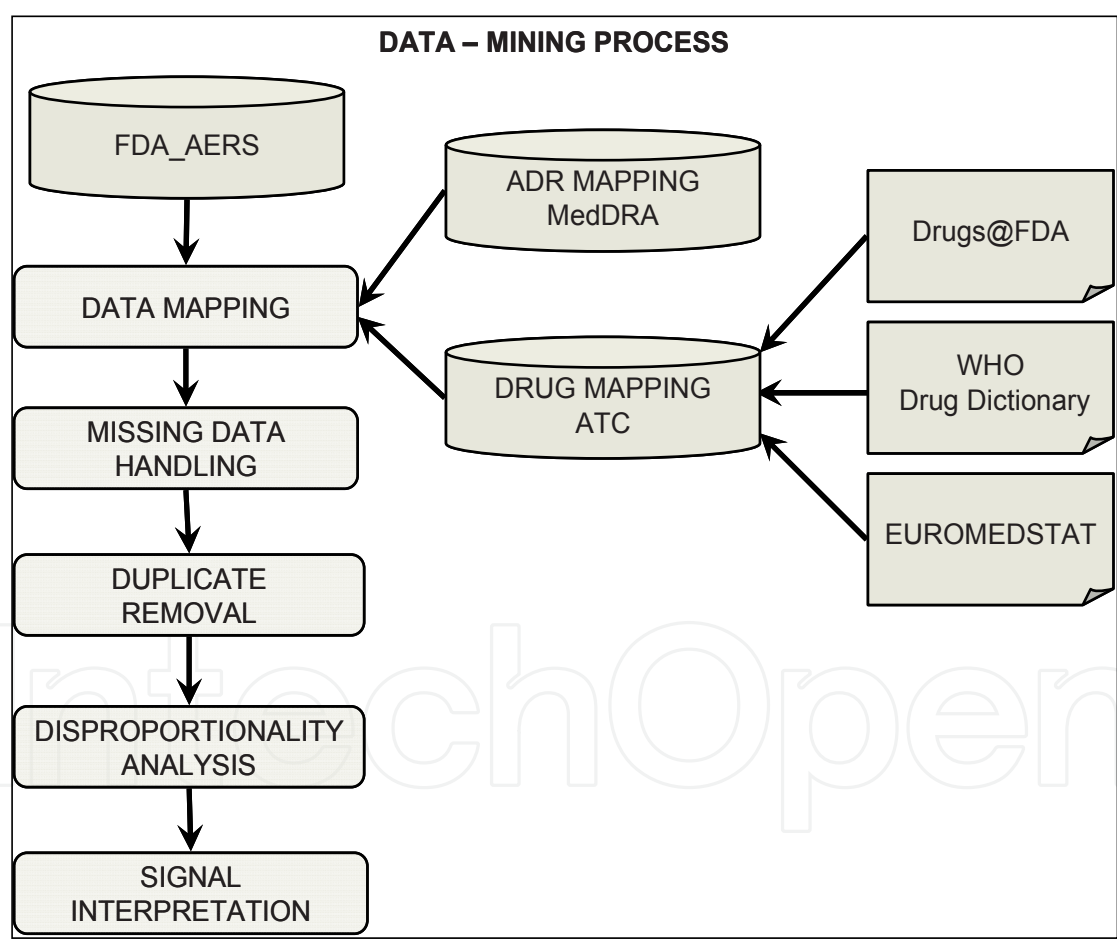 DATA – MINING PROCESS
FDA_AERS
ADR MAPPING
MedDRA
Drugs@FDA
DATA MAPPING
WHO
Drug Dictionary
DRUG MAPPING
ATC
MISSING DATA
HANDLING
EUROMEDSTAT
DUPLICATE
REMOVAL
DISPROPORTIONALITY
ANALYSIS
SIGNAL
INTERPRETATION
IntechOpen